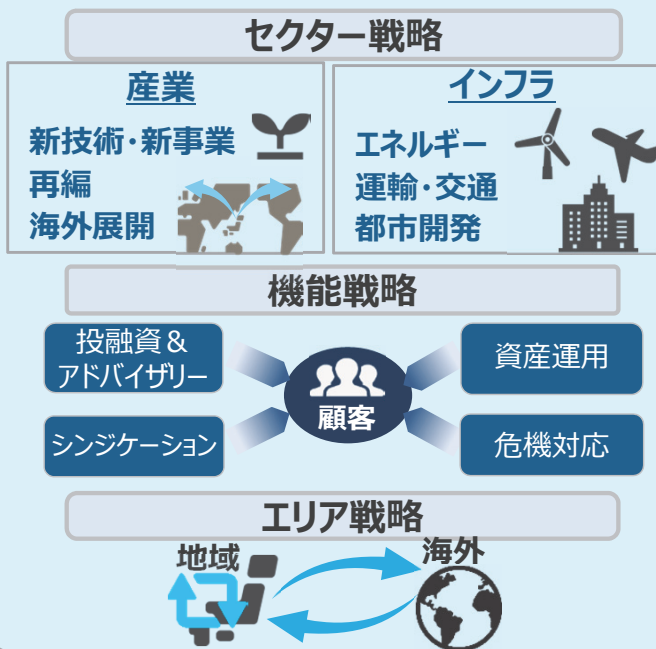 セクター戦略
産業
新技術・新事業
再編
海外展開
インフラ
エネルギー
運輸・交通
都市開発
機能戦略
投融資＆
アドバイザリー
シンジケーション
顧客
資産運用
危機対応
エリア戦略
地域
海外